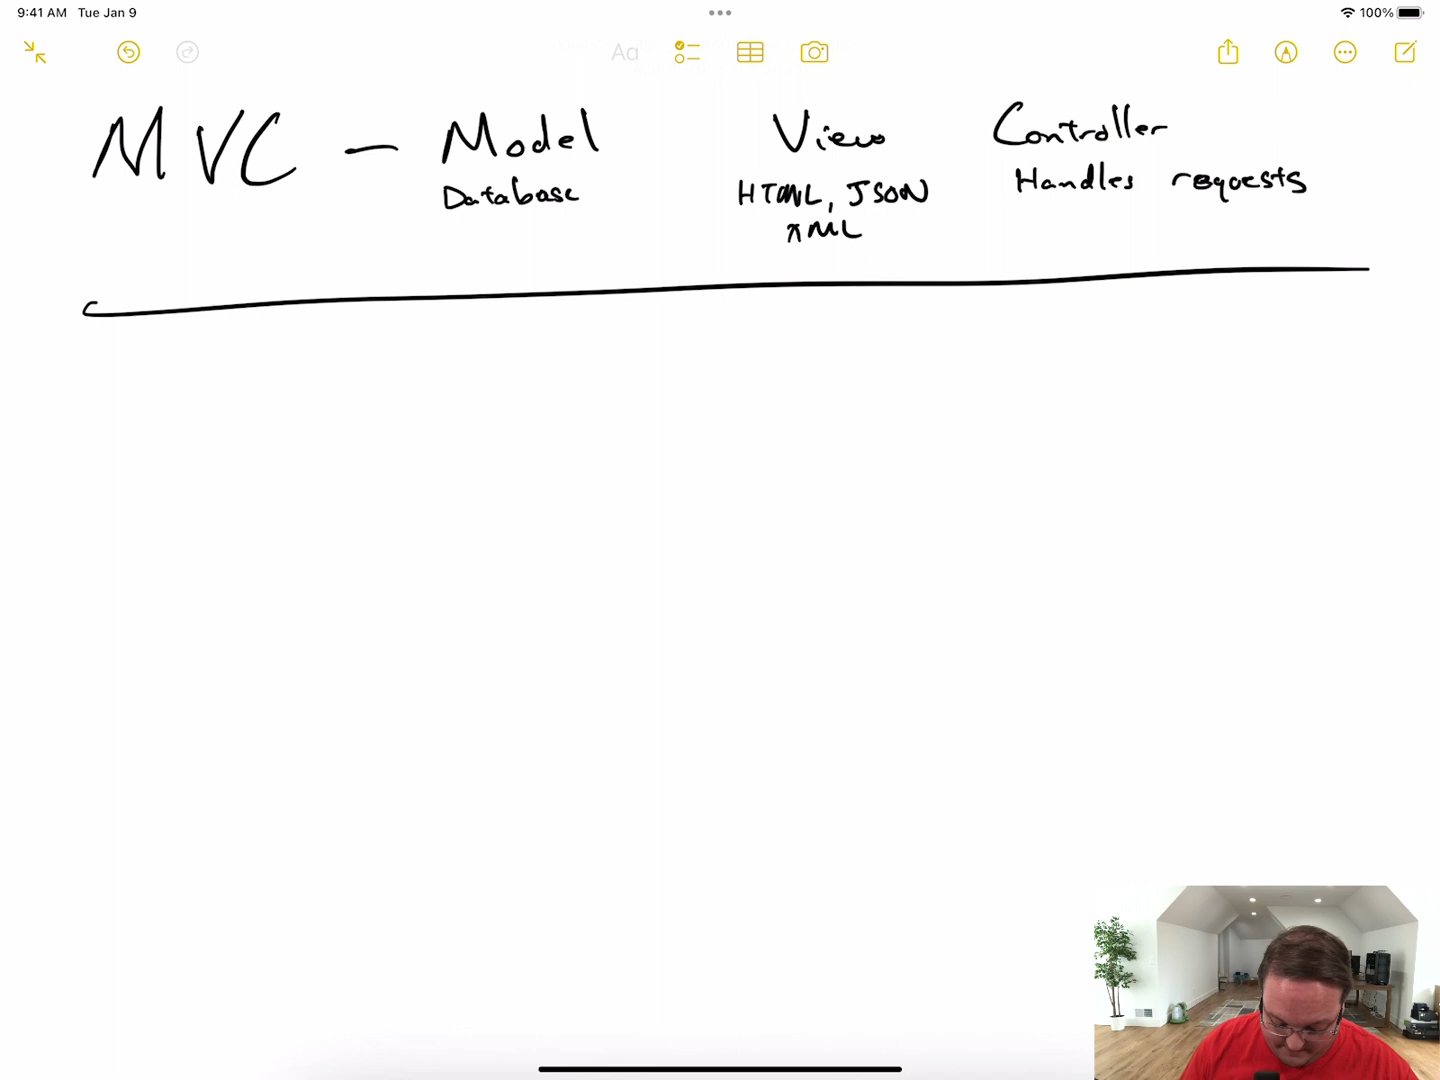 9:41 AM Tue Jan 9
100%
Aa
MVC - Model View Controller
Database HTML, JSON Handles requests
XML